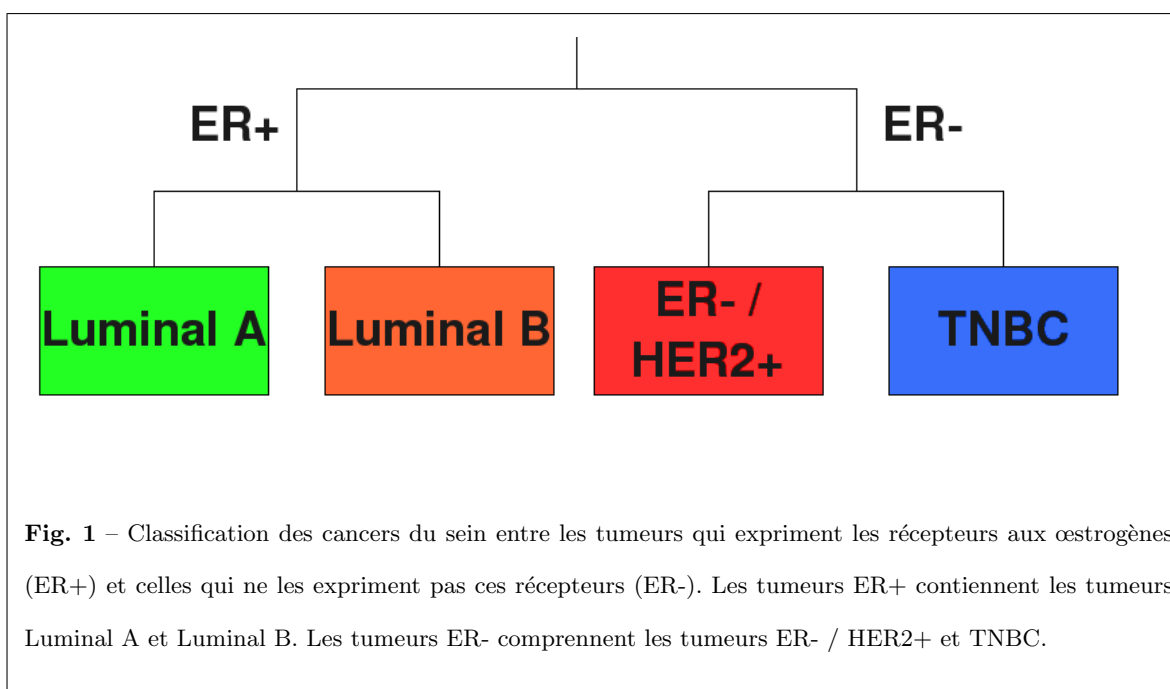 ER+
ER-
Luminal A
Luminal B
ER- /
HER2+
TNBC
Fig. 1 – Classification des cancers du sein entre les tumeurs qui expriment les récepteurs aux œstrogènes
(ER+) et celles qui ne les expriment pas ces récepteurs (ER-). Les tumeurs ER+ contiennent les tumeurs
Luminal A et Luminal B. Les tumeurs ER- comprennent les tumeurs ER- / HER2+ et TNBC.